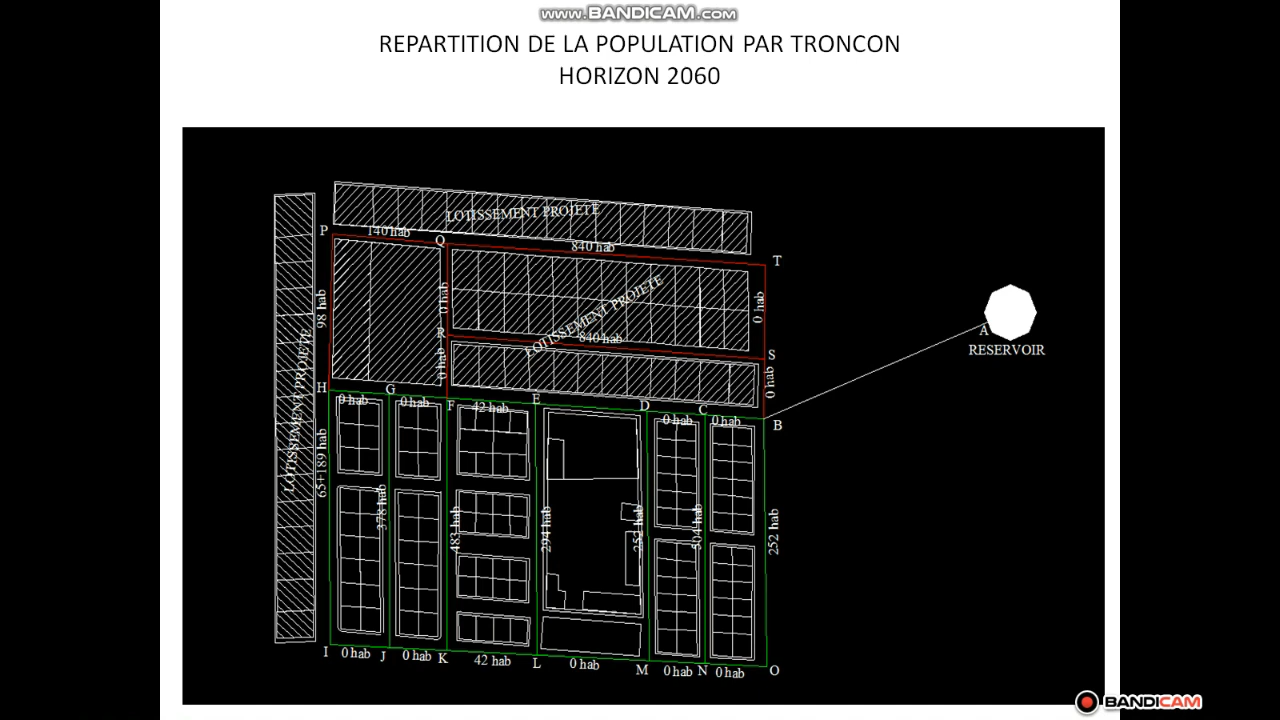 www.BANDICAM.com
REPARTITION DE LA POPULATION PAR TRONCON
HORIZON 2060
LOTISSEMENT PROJETE
P
140 hab
Q
840 hab
T
98 hab
0 hab
LOTISSEMENT PROJETE
0 hab
R
840 hab
S
A
RESERVOIR
0 hab
0 hab
LOTISSEMENT PROJETE
H
0 hab
G
0 hab
F
42 hab
E
D
0 hab
C
0 hab
B
65+189 hab
378 hab
483 hab
294 hab
252 hab
504 hab
252 hab
I
0 hab
J
0 hab
K
42 hab
L
0 hab
M
0 hab
N
0 hab
O
BANDICAM